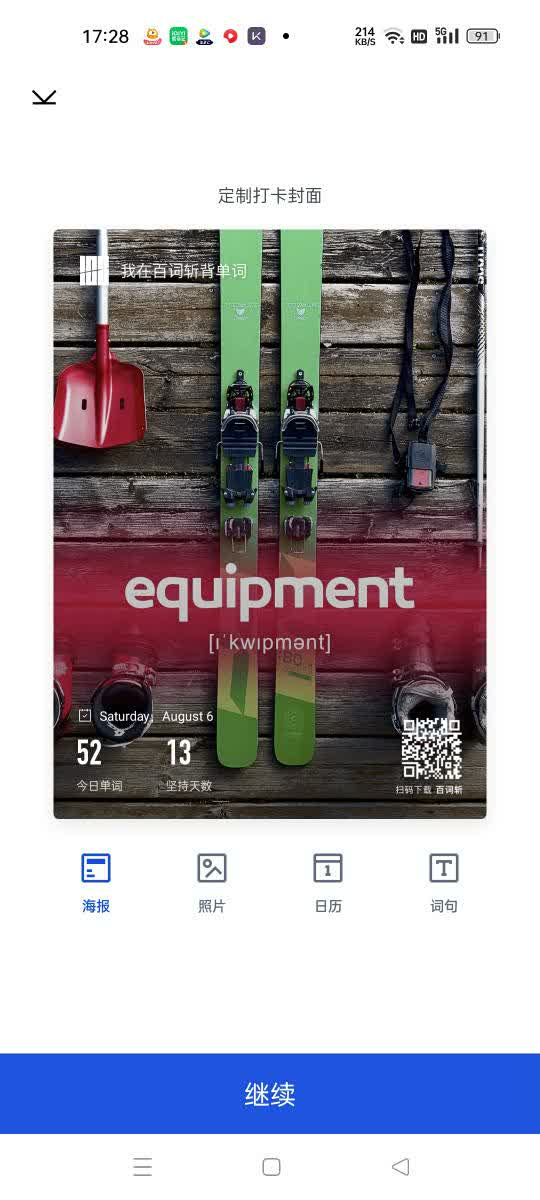 17:28
214 KB/S
HD
5G
91
定制打卡封面
我在百词斩背单词
equipment
[ɪˈkwɪpmənt]
Saturday, August 6
52
13
今日单词
坚持天数
扫码下载 百词斩
海报
照片
日历
词句
继续